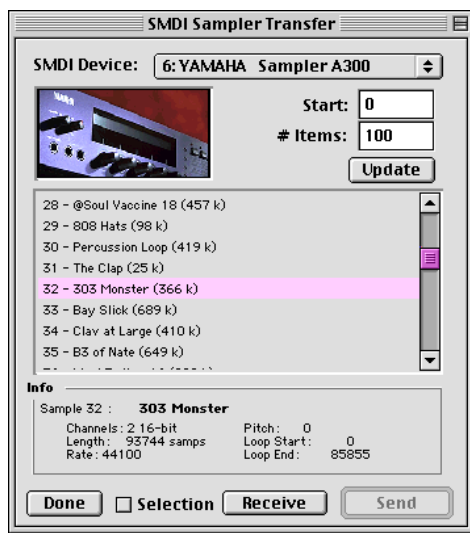 SMDI Sampler Transfer
SMDI Device: 6: YAMAHA Sampler A300
Start: 0
# Items: 100
Update
28 - @Soul Vaccine 18 (457 k)
29 - 808 Hats (98 k)
30 - Percussion Loop (419 k)
31 - The Clap (25 k)
32 - 303 Monster (366 k)
33 - Bay Slick (689 k)
34 - Clav at Large (410 k)
35 - B3 of Nate (649 k)
Info
Sample 32 : 303 Monster
Channels: 2 16-bit Pitch: 0
Length: 93744 samps Loop Start: 0
Rate: 44100 Loop End: 85855
Done Selection Receive Send